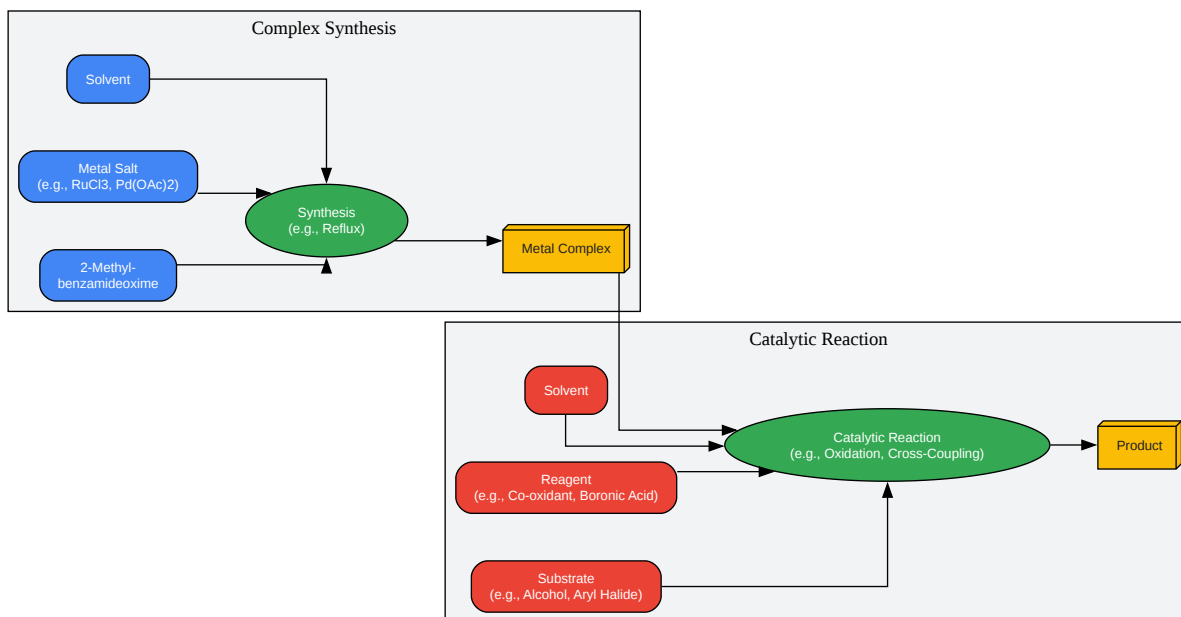 Complex Synthesis
Solvent
Metal Salt
(e.g., RuCl3, Pd(OAc)2)
Synthesis
(e.g., Reflux)
Metal Complex
2-Methyl-
benzamideoxime
Catalytic Reaction
Solvent
Catalytic Reaction
(e.g., Oxidation, Cross-Coupling)
Product
Reagent
(e.g., Co-oxidant, Boronic Acid)
Substrate
(e.g., Alcohol, Aryl Halide)